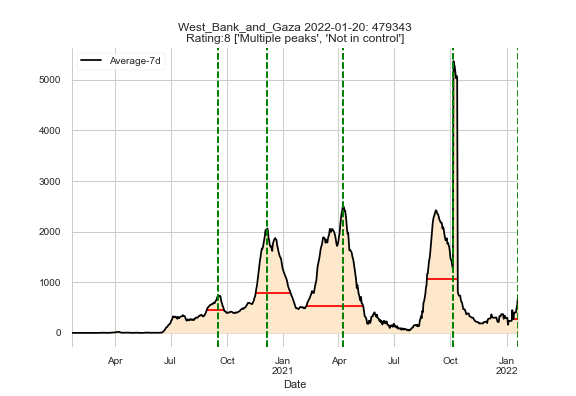 West_Bank_and_Gaza 2022-01-20: 479343
Rating:8 ['Multiple peaks', 'Not in control']
Average-7d
5000
4000
3000
2000
1000
0
Apr Jul Oct Jan Apr Jul Oct Jan
2021 2022
Date